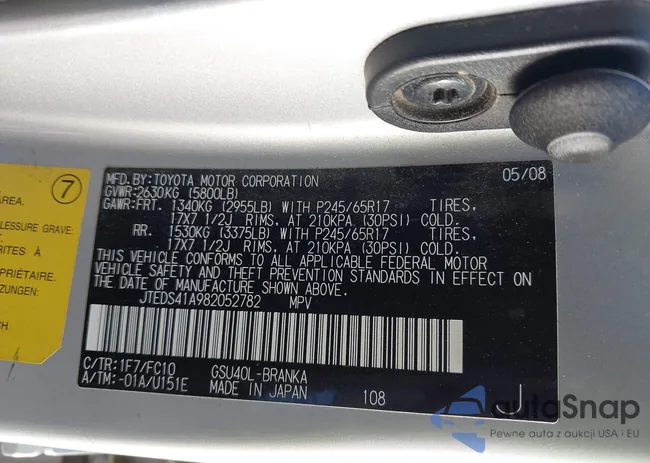 7
AREA.
LESSURE GRAVE:
RITES À
PROPRIÉTAIRE.
ZUNGEN:
CH
MFD. BY: TOYOTA MOTOR CORPORATION 05/08
GVWR: 2630KG (5800LB)
GAWR: FRT. 1340KG (2955LB) WITH P245/65R17 TIRES,
17X7 1/2J RIMS, AT 210KPA (30PSI) COLD.
RR. 1530KG (3375LB) WITH P245/65R17 TIRES,
17X7 1/2J RIMS, AT 210KPA (30PSI) COLD.
THIS VEHICLE CONFORMS TO ALL APPLICABLE FEDERAL MOTOR
VEHICLE SAFETY AND THEFT PREVENTION STANDARDS IN EFFECT ON
THE DATE OF MANUFACTURE SHOWN ABOVE.
JTEDS41A982052782 MPV
C/TR: 1F7/FC10 GSU40L-BRANKA
A/TM: -01A/U151E MADE IN JAPAN 108 J
autoSnap
Pewne auta z aukcji USA i EU